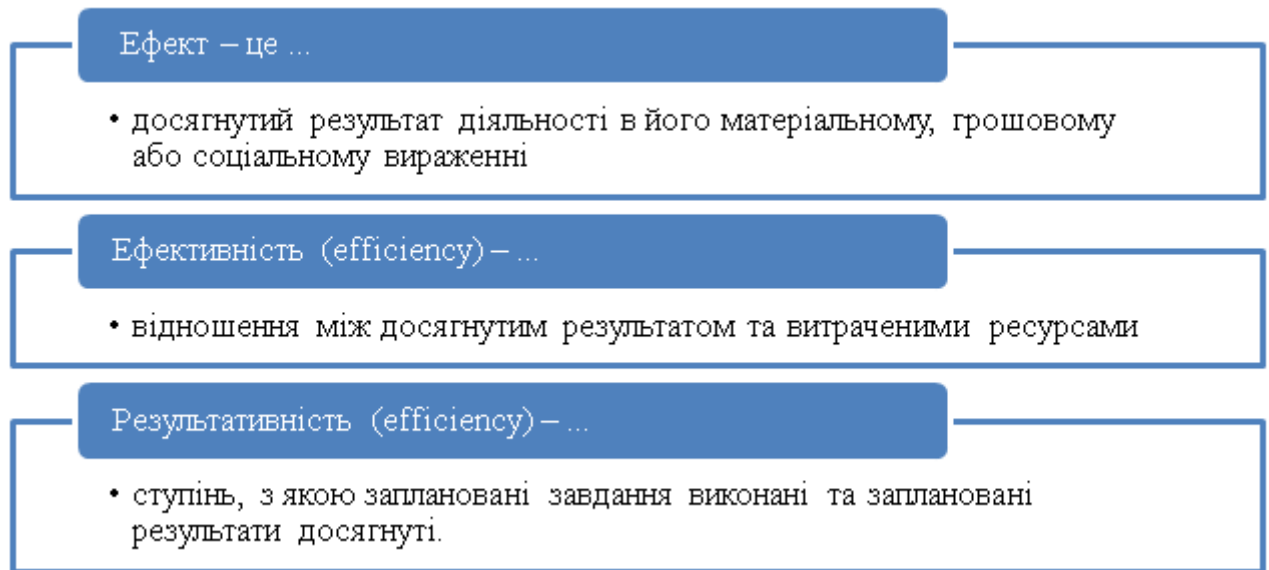 Ефект – це ...
• досягнутий результат діяльності в його матеріальному, грошовому
або соціальному вираженні
Ефективність (efficiency) – ...
• відношення між досягнутим результатом та витраченими ресурсами
Результативність (efficiency) – ...
• ступінь, з якою заплановані завдання виконані та заплановані
результати досягнуті.